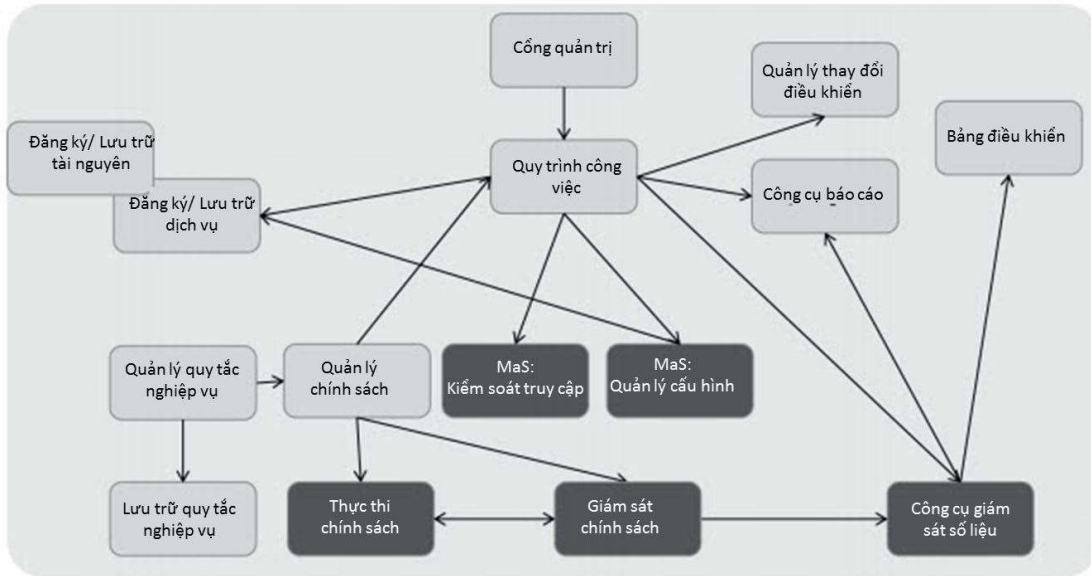 Cổng quản trị
Quản lý thay đổi
điều khiển
Bảng điều khiển
Đăng ký/ Lưu trữ
tài nguyên
Quy trình công
việc
Công cụ báo cáo
Đăng ký/ Lưu trữ
dịch vụ
Quản lý quy tắc
nghiệp vụ
Quản lý
chính sách
MaS:
Kiểm soát truy cập
MaS:
Quản lý cấu hình
Lưu trữ quy tắc
nghiệp vụ
Thực thi
chính sách
Giám sát
chính sách
Công cụ giám
sát số liệu